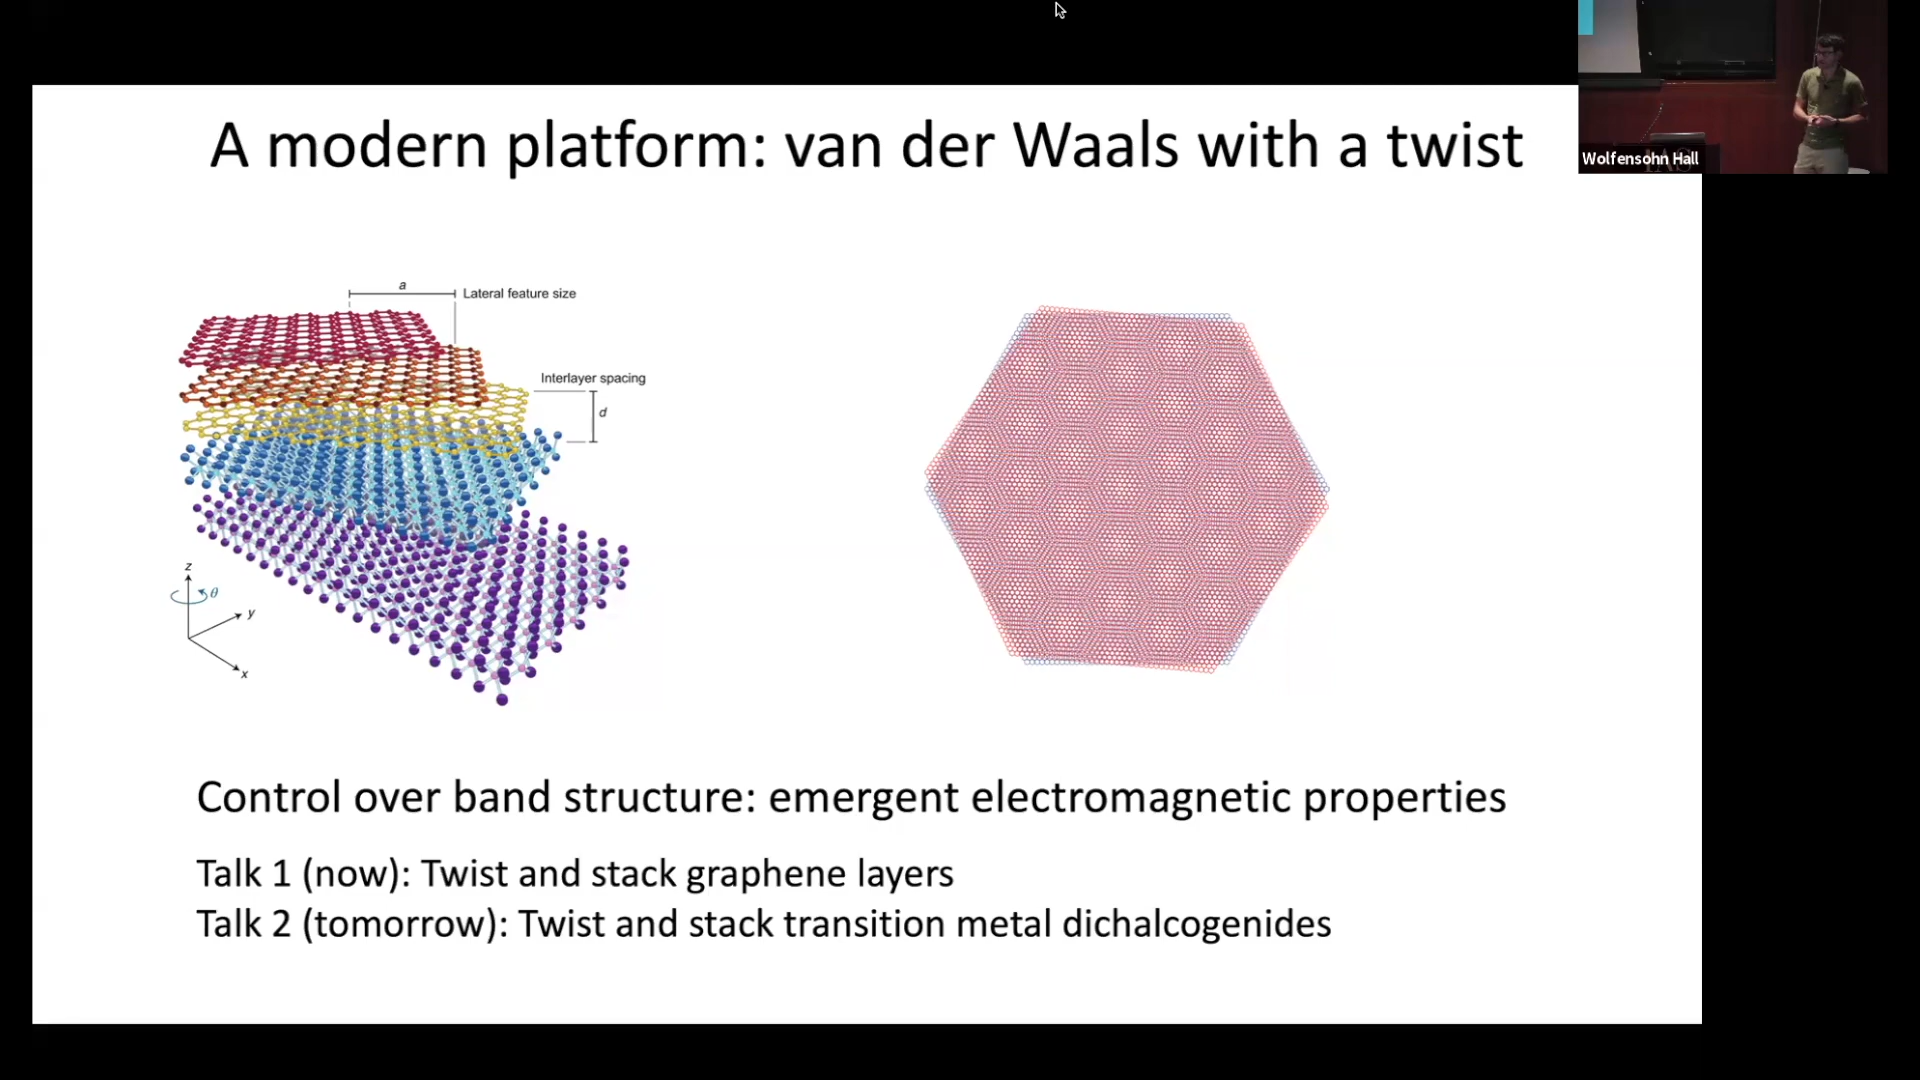 A modern platform: van der Waals with a twist
Wolfensohn Hall
IAS
a
Lateral feature size
Interlayer spacing
d
z
θ
y
x
Control over band structure: emergent electromagnetic properties
Talk 1 (now): Twist and stack graphene layers
Talk 2 (tomorrow): Twist and stack transition metal dichalcogenides